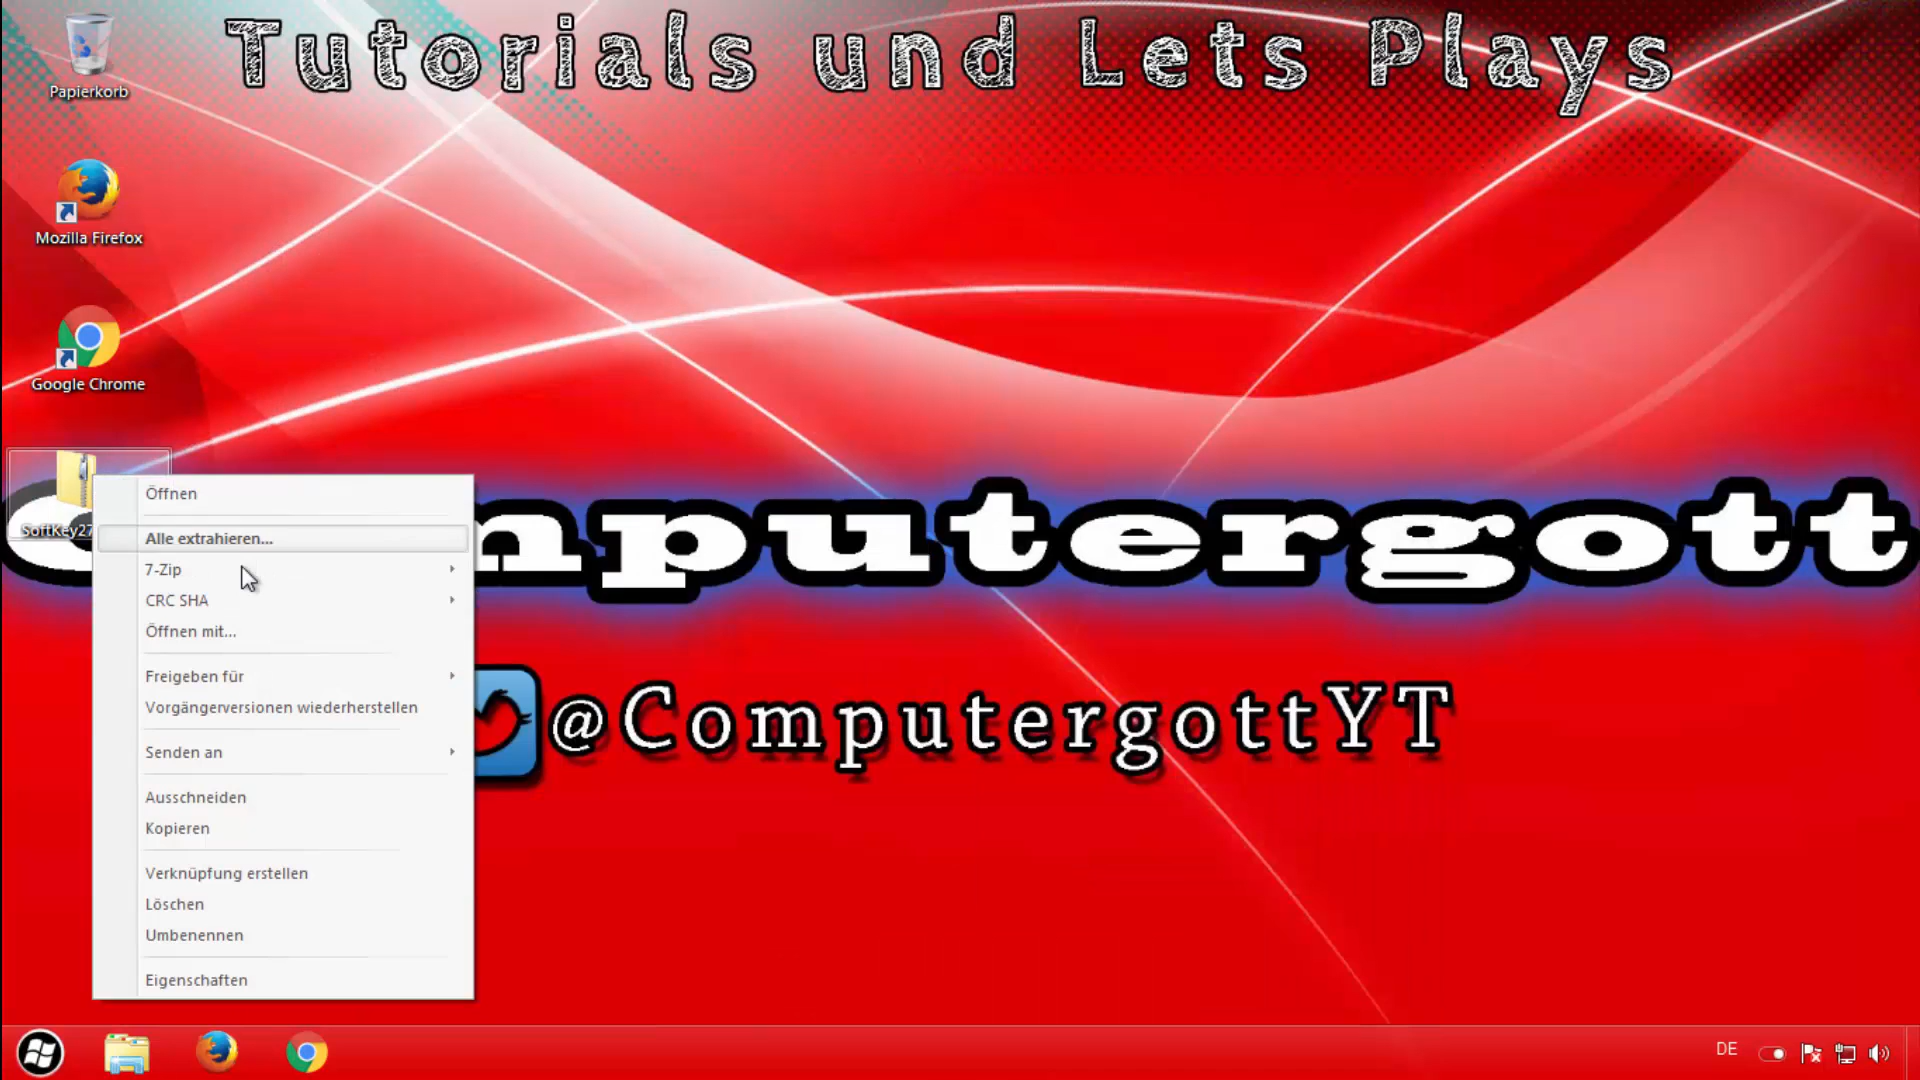 Tutorials und Lets Plays
Papierkorb
Mozilla Firefox
Google Chrome
SoftKey27
Öffnen
Alle extrahieren...
7-Zip
CRC SHA
Öffnen mit...
Freigeben für
Vorgängerversionen wiederherstellen
Senden an
Ausschneiden
Kopieren
Verknüpfung erstellen
Löschen
Umbenennen
Eigenschaften
mputergott
@ComputergottYT
DE